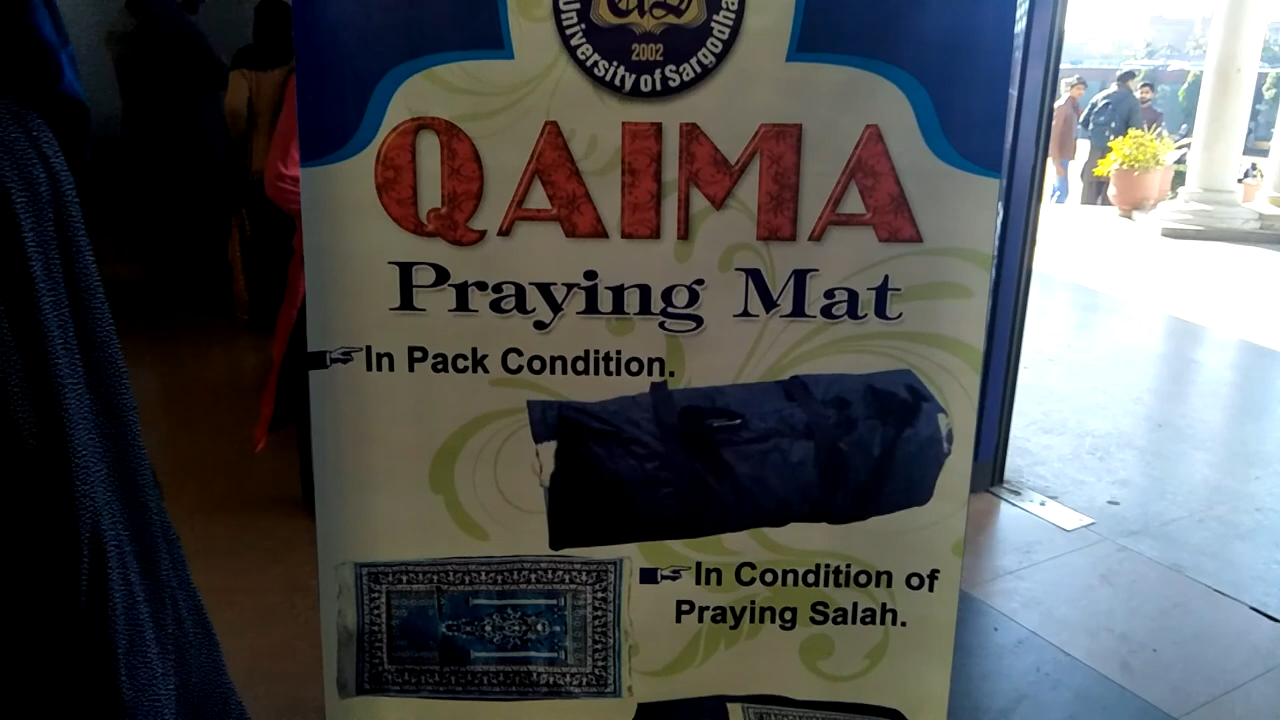 2002
University of Sargodha
QAIMA
Praying Mat
In Pack Condition.
In Condition of
Praying Salah.